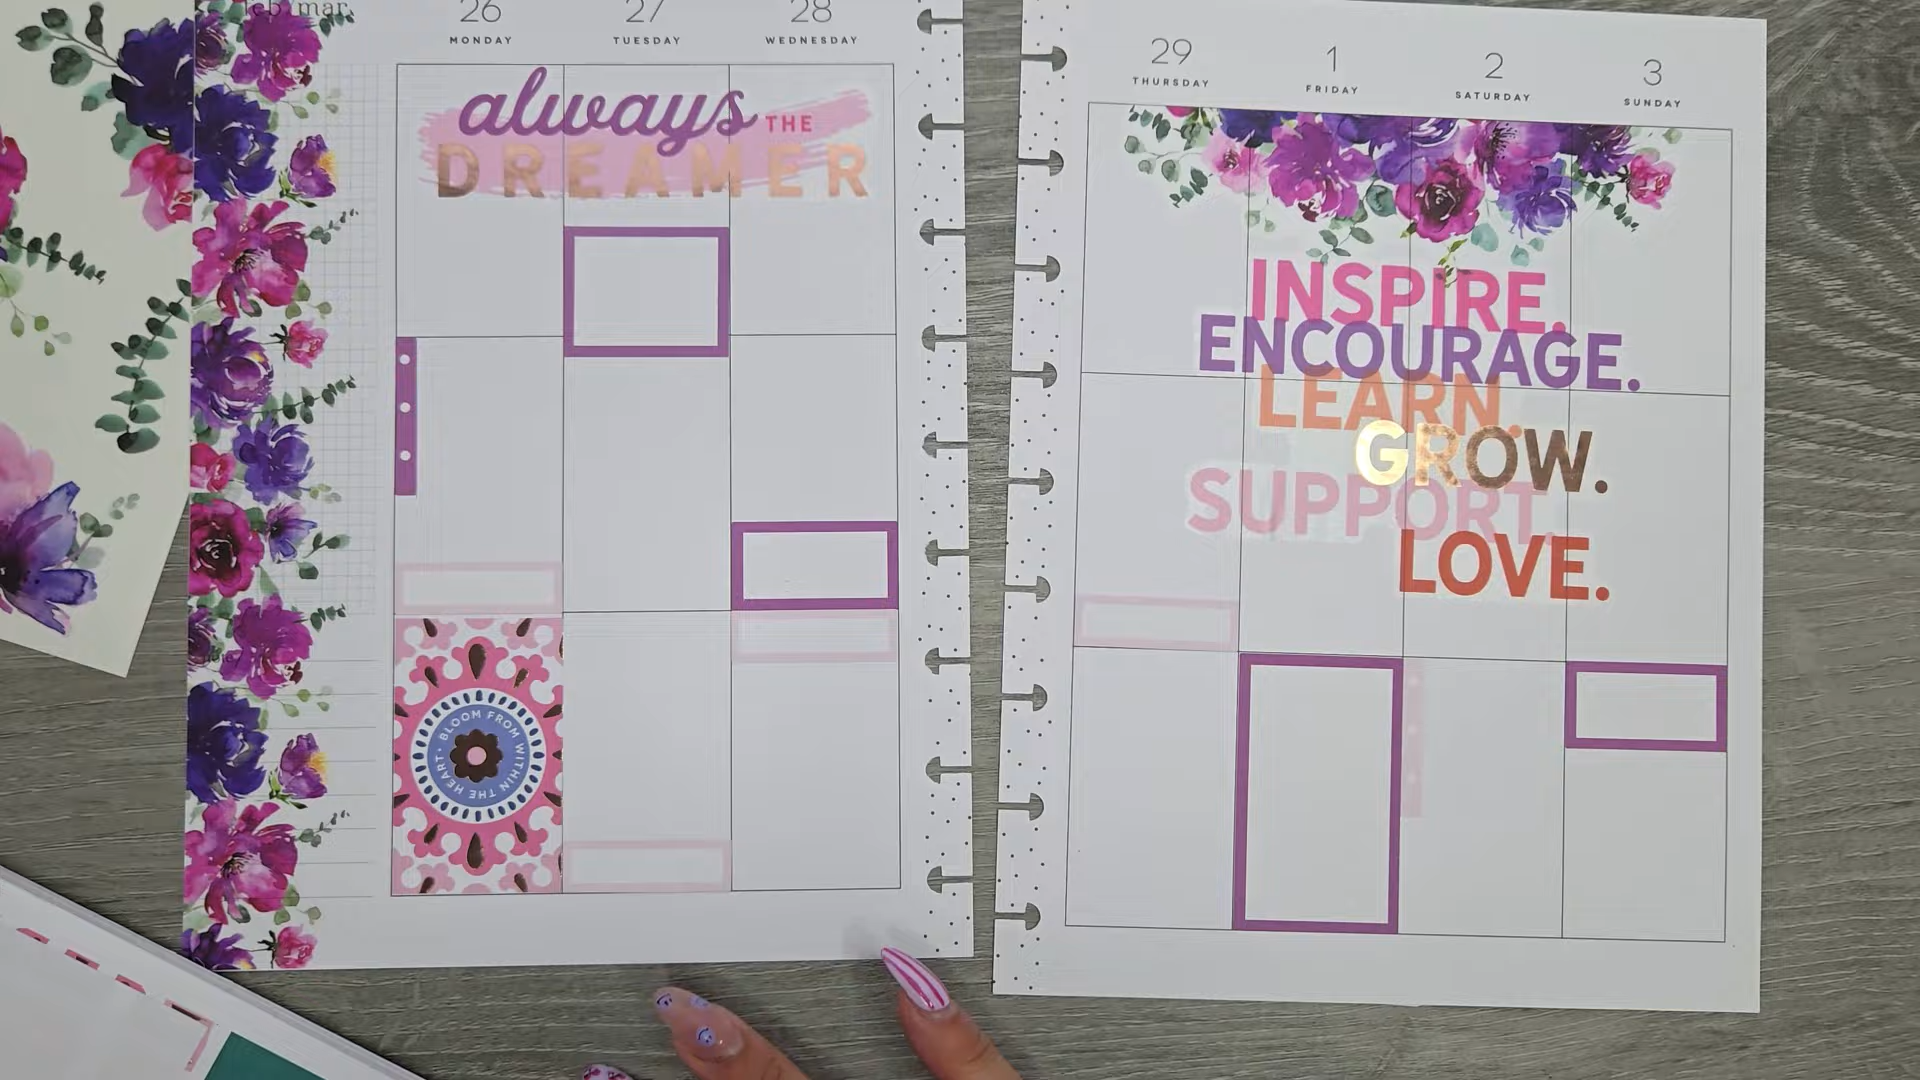 feb/mar.
26 27 28
MONDAY TUESDAY WEDNESDAY
always THE
DREAMER
BLOOM FROM WITHIN THE HEART
29 1 2 3
THURSDAY FRIDAY SATURDAY SUNDAY
INSPIRE.
ENCOURAGE.
LEARN.
GROW.
SUPPORT.
LOVE.